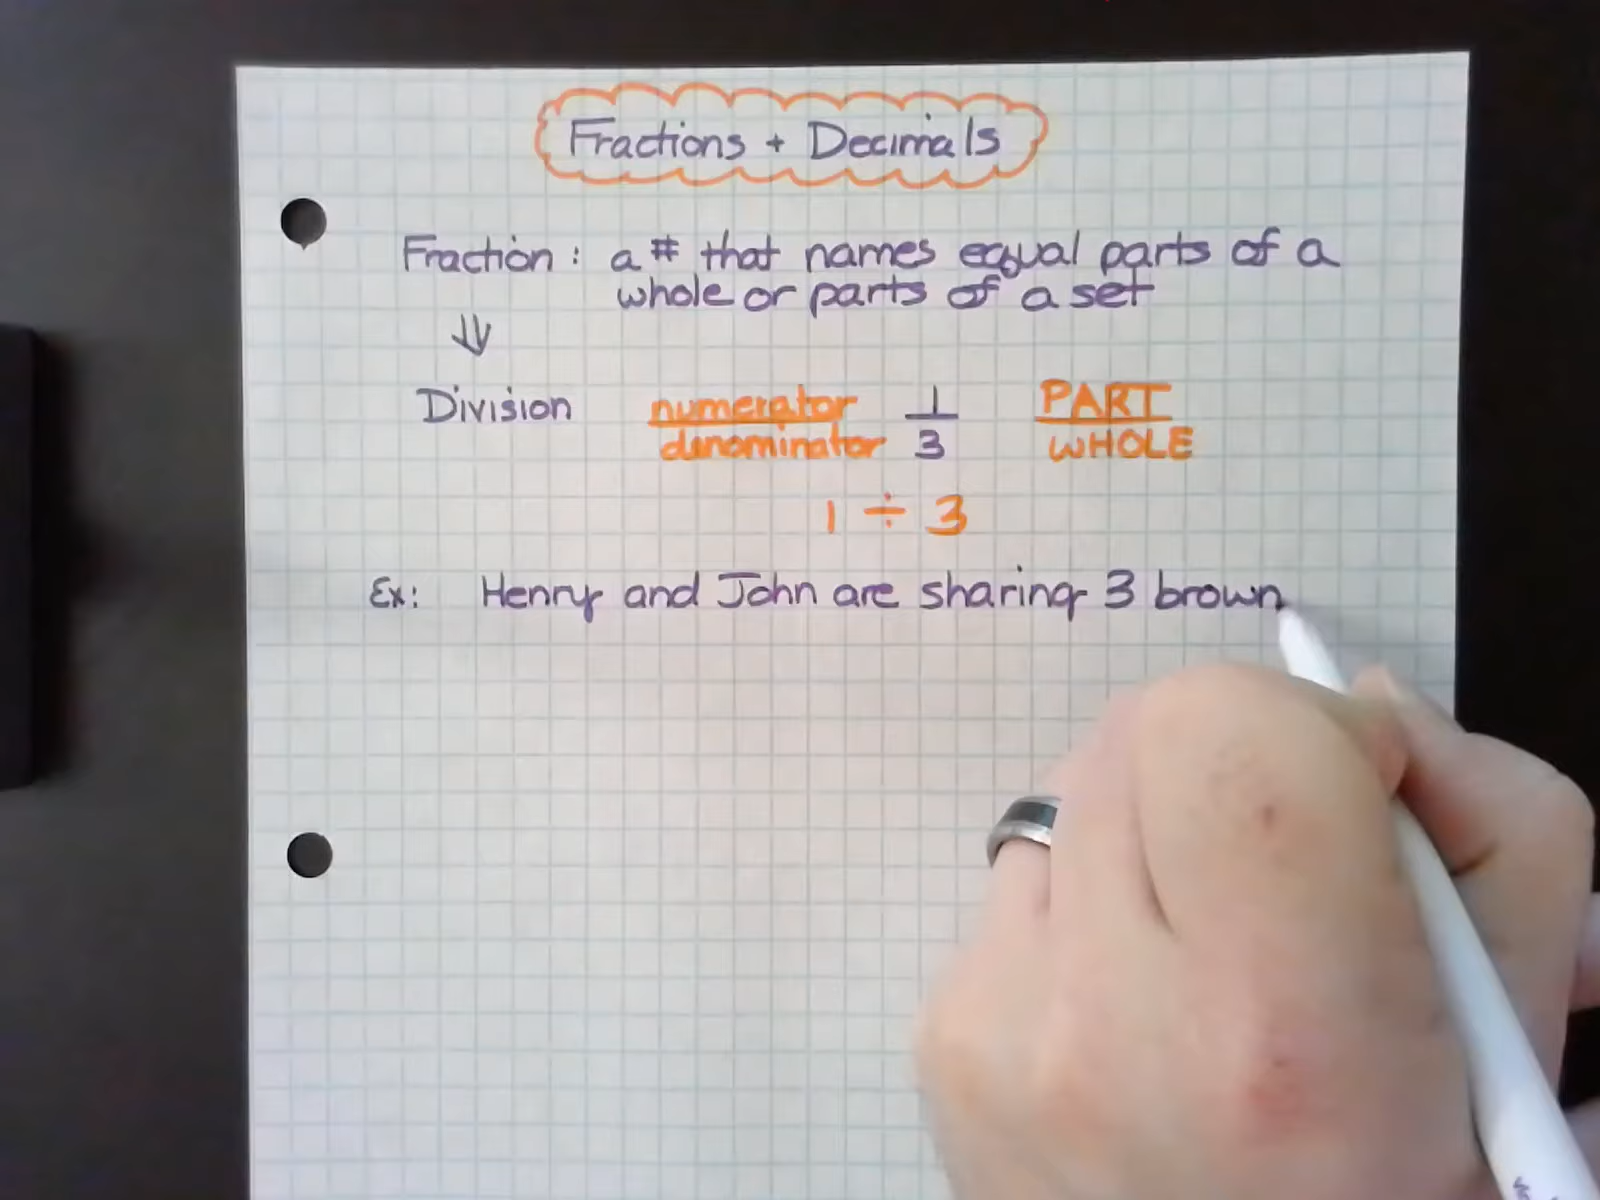 Fractions + Decimals
Fraction: a # that names equal parts of a
whole or parts of a set
Division numerator 1 PART
denominator 3 WHOLE
1 ÷ 3
Ex: Henry and John are sharing 3 brown